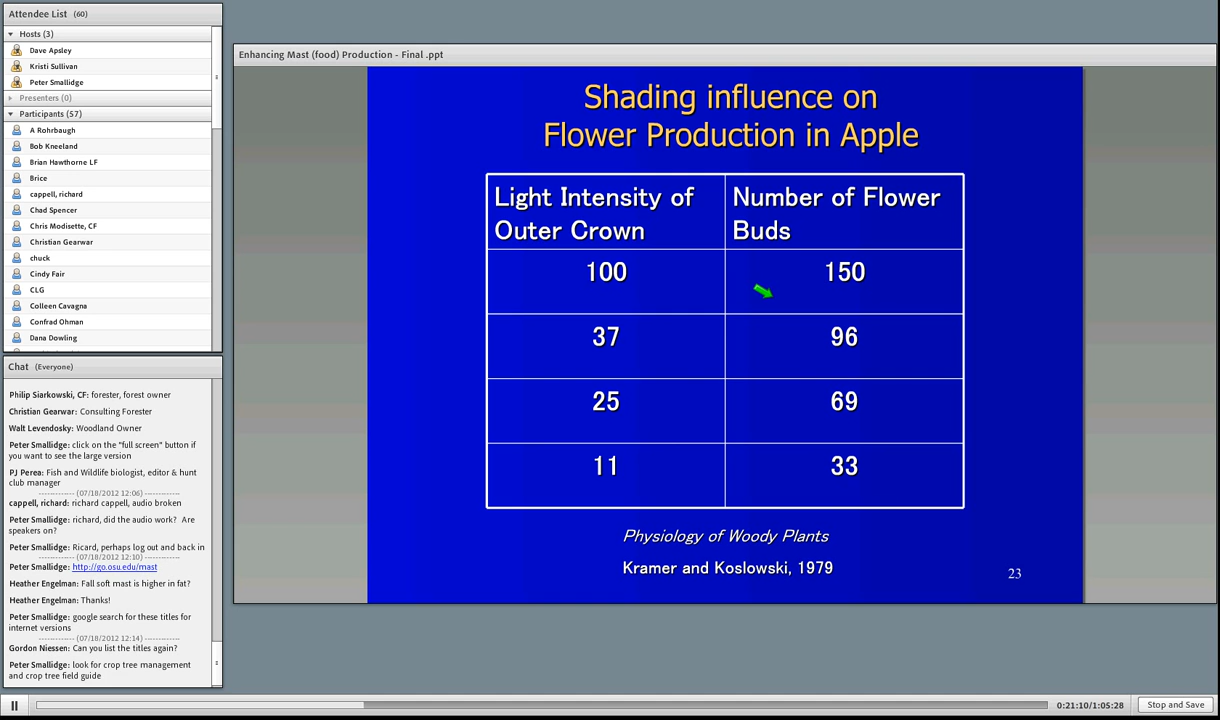 Attendee List (60)
Hosts (3)
Dave Apsley
Kristi Sullivan
Peter Smallidge
Presenters (0)
Participants (57)
A Rohrbaugh
Bob Kneeland
Brian Hawthorne LF
Brice
cappell, richard
Chad Spencer
Chris Modisette, CF
Christian Gearwar
chuck
Cindy Fair
CLG
Colleen Cavagna
Confrad Ohman
Dana Dowling
Chat (Everyone)
Philip Siarkowski, CF: forester, forest owner
Christian Gearwar: Consulting Forester
Walt Levendosky: Woodland Owner
Peter Smallidge: click on the "full screen" button if
you want to see the large version
PJ Perea: Fish and Wildlife biologist, editor & hunt
club manager
------------- (07/18/2012 12:06) -------------
cappell, richard: richard cappell, audio broken
Peter Smallidge: richard, did the audio work? Are
speakers on?
Peter Smallidge: Ricard, perhaps log out and back in
------------- (07/18/2012 12:10) -------------
Peter Smallidge: http://go.osu.edu/mast
Heather Engelman: Fall soft mast is higher in fat?
Heather Engelman: Thanks!
Peter Smallidge: google search for these titles for
internet versions
------------- (07/18/2012 12:14) -------------
Gordon Niessen: Can you list the titles again?
Peter Smallidge: look for crop tree management
and crop tree field guide
Enhancing Mast (food) Production - Final .ppt
Shading influence on
Flower Production in Apple
Light Intensity of
Outer Crown
Number of Flower
Buds
100 150
37 96
25 69
11 33
Physiology of Woody Plants
Kramer and Koslowski, 1979
23
0:21:10/1:05:28
Stop and Save